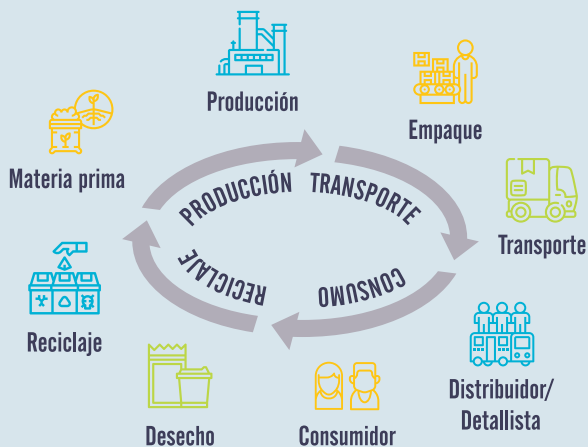 Producción
Empaque
Materia prima
PRODUCCIÓN
TRANSPORTE
Transporte
RECICLAJE
CONSUMO
Reciclaje
Distribuidor/
Detallista
Desecho
Consumidor